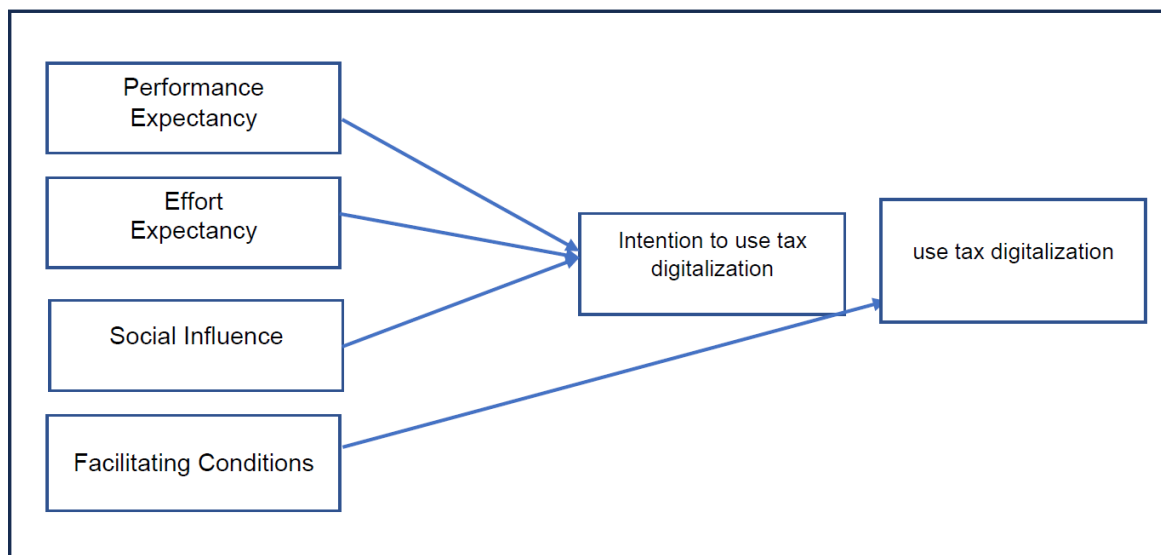 Performance
Expectancy
Effort
Expectancy
Social Influence
Facilitating Conditions
Intention to use tax
digitalization
use tax digitalization